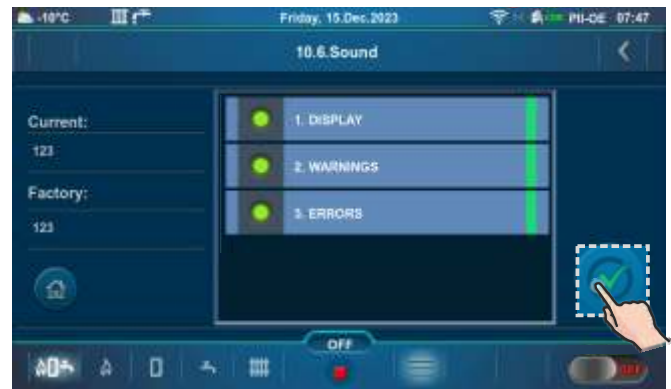 -10°C Friday, 15.Dec.2023 PII-OE 07:47
10.6.Sound
Current:
123
Factory:
123
1. DISPLAY
2. WARNINGS
3. ERRORS
OFF
OFF